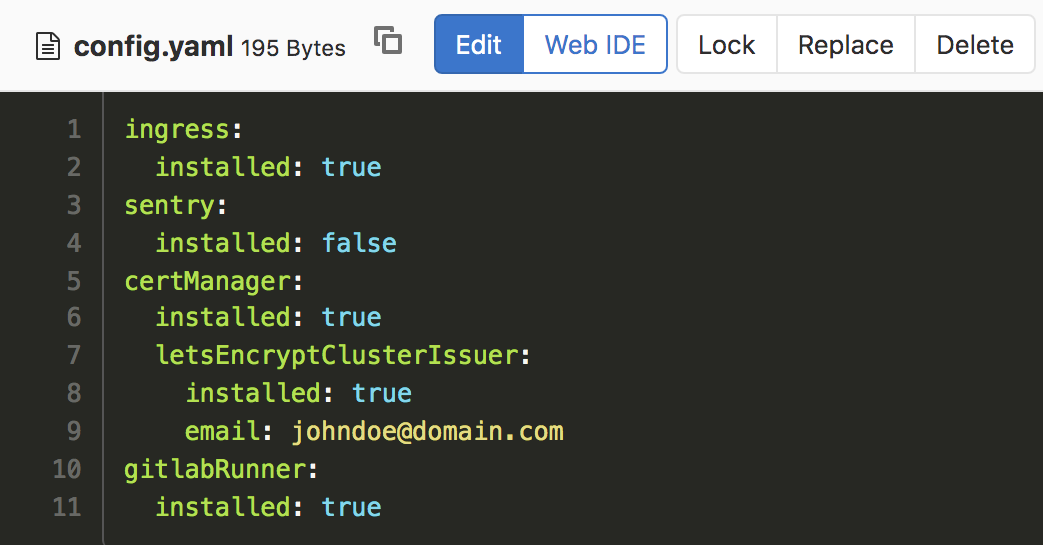 config.yaml 195 Bytes Edit Web IDE Lock Replace Delete
1 ingress:
2   installed: true
3 sentry:
4   installed: false
5 certManager:
6   installed: true
7   letsEncryptClusterIssuer:
8     installed: true
9     email: johndoe@domain.com
10 gitlabRunner:
11   installed: true